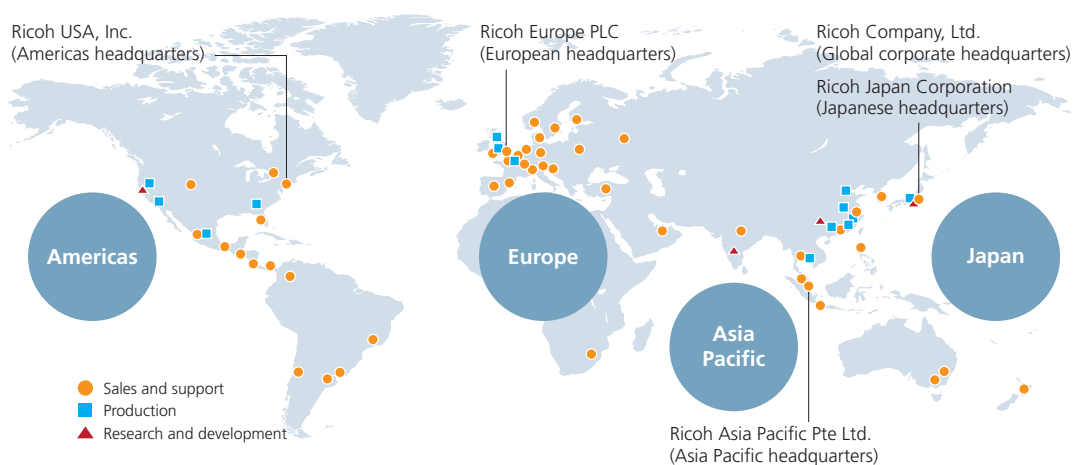 Ricoh USA, Inc.
(Americas headquarters)
Ricoh Europe PLC
(European headquarters)
Ricoh Company, Ltd.
(Global corporate headquarters)
Ricoh Japan Corporation
(Japanese headquarters)
Americas
Europe
Japan
Asia
Pacific
Sales and support
Production
Research and development
Ricoh Asia Pacific Pte Ltd.
(Asia Pacific headquarters)